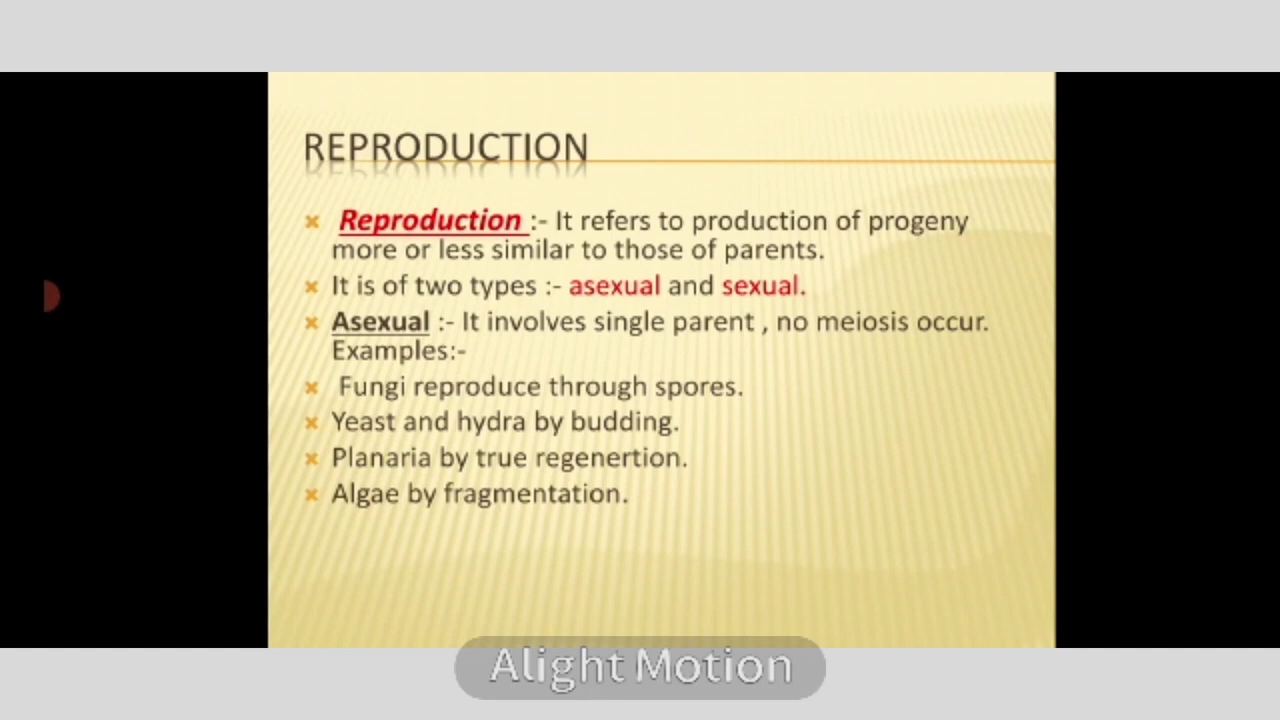 REPRODUCTION
Reproduction :- It refers to production of progeny
more or less similar to those of parents.
It is of two types :- asexual and sexual.
Asexual :- It involves single parent , no meiosis occur.
Examples:-
Fungi reproduce through spores.
Yeast and hydra by budding.
Planaria by true regenertion.
Algae by fragmentation.
Alight Motion